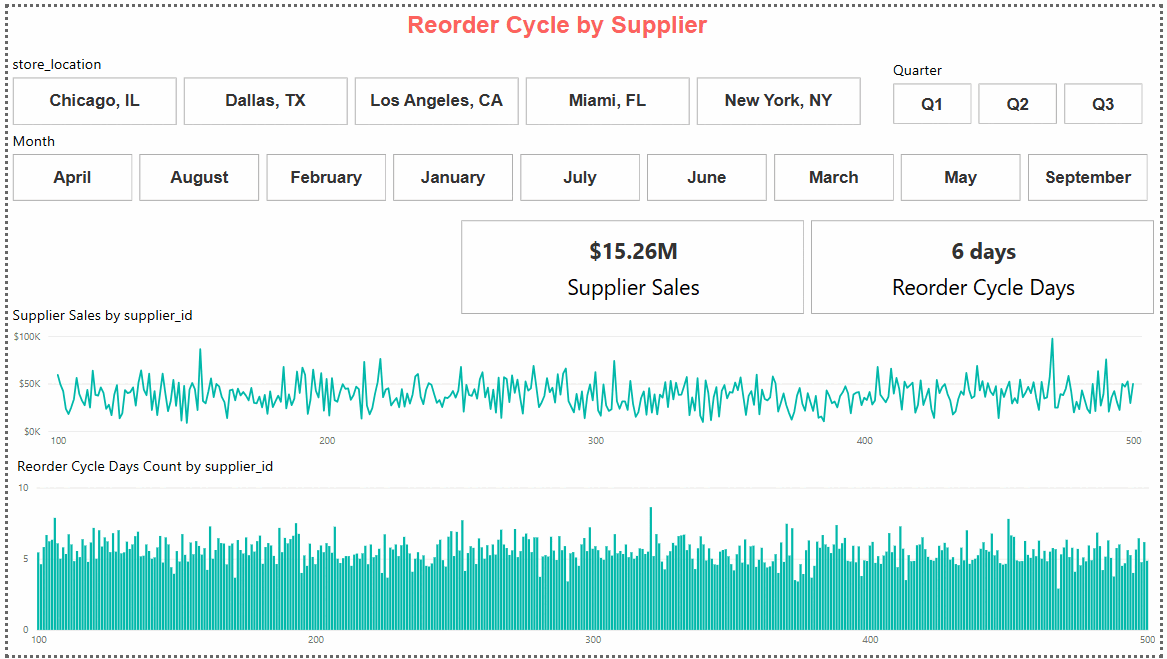 Reorder Cycle by Supplier
store_location
Quarter
Chicago, IL Dallas, TX Los Angeles, CA Miami, FL New York, NY
Q1 Q2 Q3
Month
April August February January July June March May September
$15.26M
Supplier Sales
6 days
Reorder Cycle Days
Supplier Sales by supplier_id
$100K
$50K
$0K
100 200 300 400 500
Reorder Cycle Days Count by supplier_id
10
5
0
100 200 300 400 500